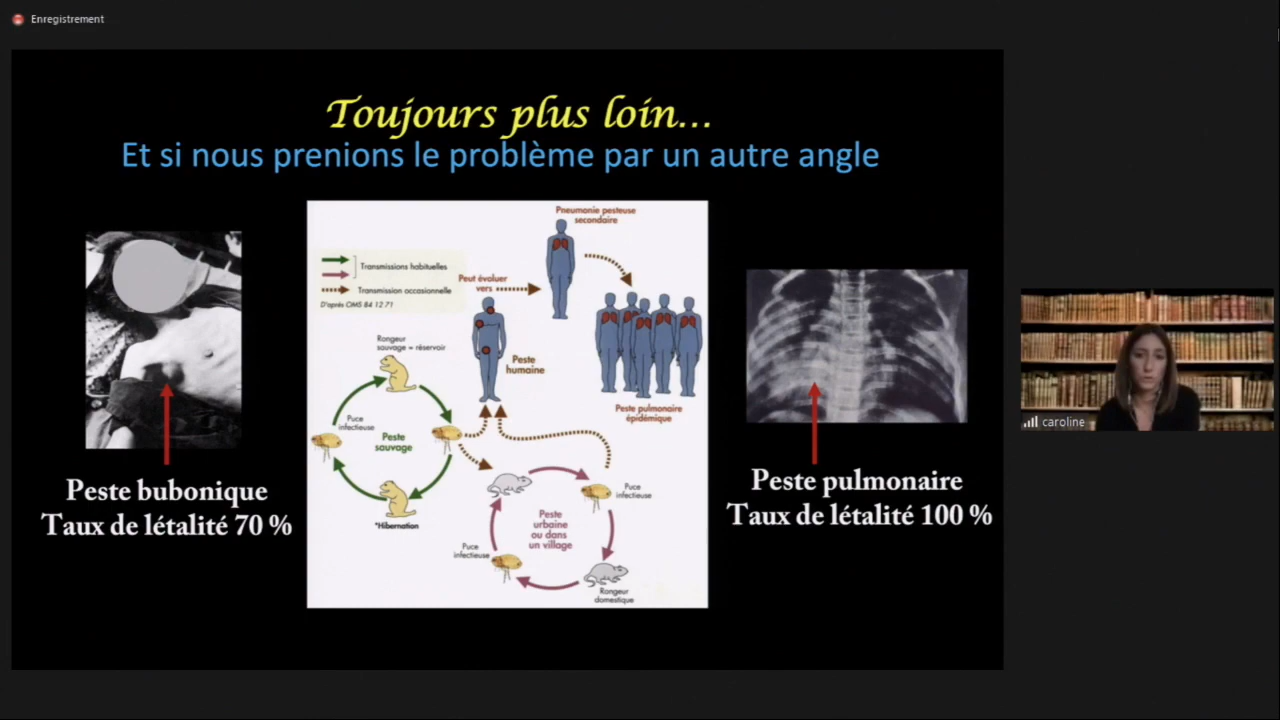 Enregistrement
Toujours plus loin...
Et si nous prenions le problème par un autre angle
Pneumonie pesteuse
secondaire
Transmissions habituelles
Transmission occasionnelle
D'après OMS 84 12 71
Peut évoluer
vers
Rongeur
sauvage = réservoir
Peste
humaine
Peste pulmonaire
épidémique
Puce
infectieuse
Peste
sauvage
*Hibernation
Puce
infectieuse
Peste
urbaine
ou dans
un village
Puce
infectieuse
Rongeur
domestique
Peste bubonique
Taux de létalité 70 %
Peste pulmonaire
Taux de létalité 100 %
caroline